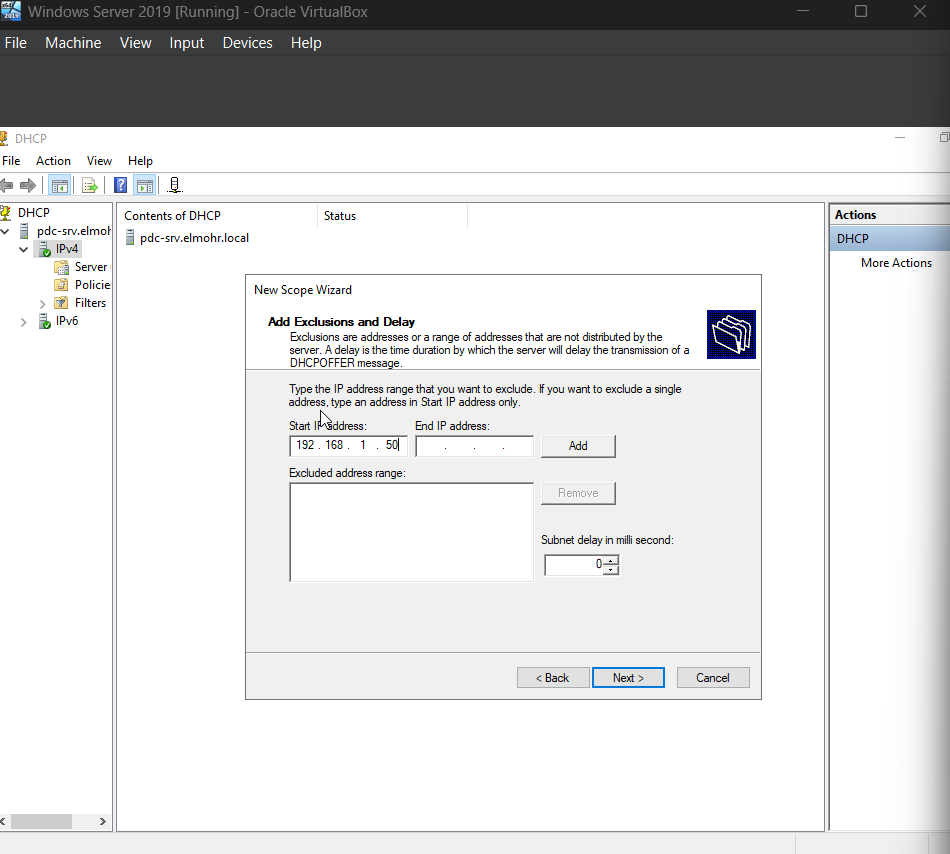 x64
2019
Windows Server 2019 [Running] - Oracle VirtualBox
File Machine View Input Devices Help
DHCP
File Action View Help
DHCP
pdc-srv.elmoh
IPv4
Server
Policie
Filters
IPv6
Contents of DHCP Status
pdc-srv.elmohr.local
Actions
DHCP
More Actions
New Scope Wizard
Add Exclusions and Delay
Exclusions are addresses or a range of addresses that are not distributed by the
server. A delay is the time duration by which the server will delay the transmission of a
DHCPOFFER message.
Type the IP address range that you want to exclude. If you want to exclude a single
address, type an address in Start IP address only.
Start IP address: End IP address:
192 . 168 . 1 . 50 . . . Add
Excluded address range:
Remove
Subnet delay in milli second:
0
< Back Next > Cancel